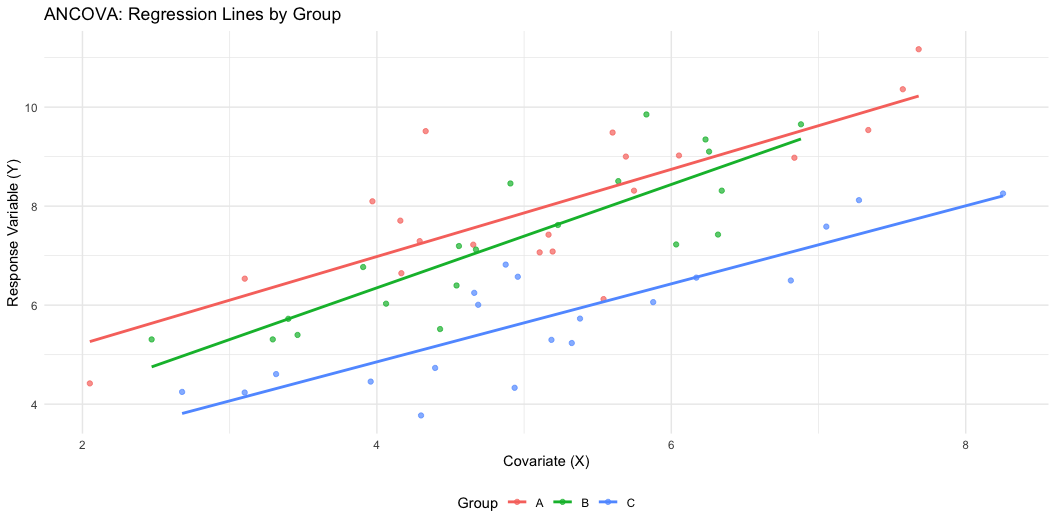 ANCOVA: Regression Lines by Group
Response Variable (Y)
10
8
6
4
2 4 6 8
Covariate (X)
Group A B C